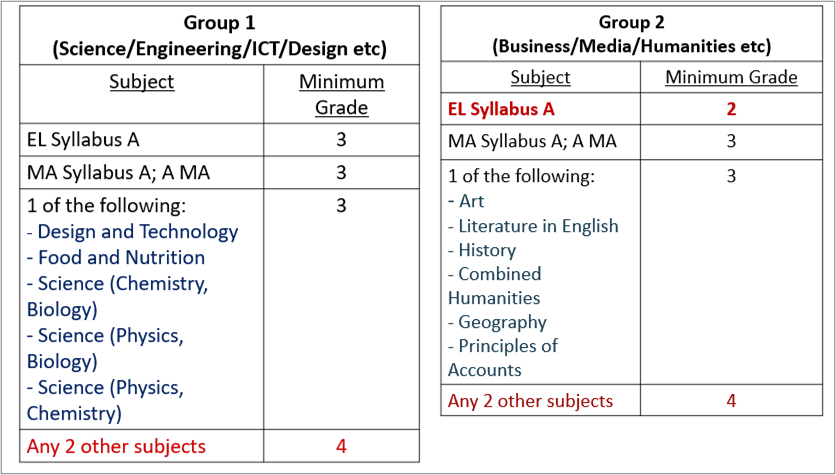 Group 1
(Science/Engineering/ICT/Design etc)
Subject
Minimum
Grade
EL Syllabus A
3
MA Syllabus A; A MA
3
1 of the following:
3
- Design and Technology
- Food and Nutrition
- Science (Chemistry,
Biology)
- Science (Physics,
Biology)
- Science (Physics,
Chemistry)
Any 2 other subjects
4
Group 2
(Business/Media/Humanities etc)
Subject
Minimum Grade
EL Syllabus A
2
MA Syllabus A; A MA
3
1 of the following:
3
- Art
- Literature in English
- History
- Combined
Humanities
- Geography
- Principles of
Accounts
Any 2 other subjects
4